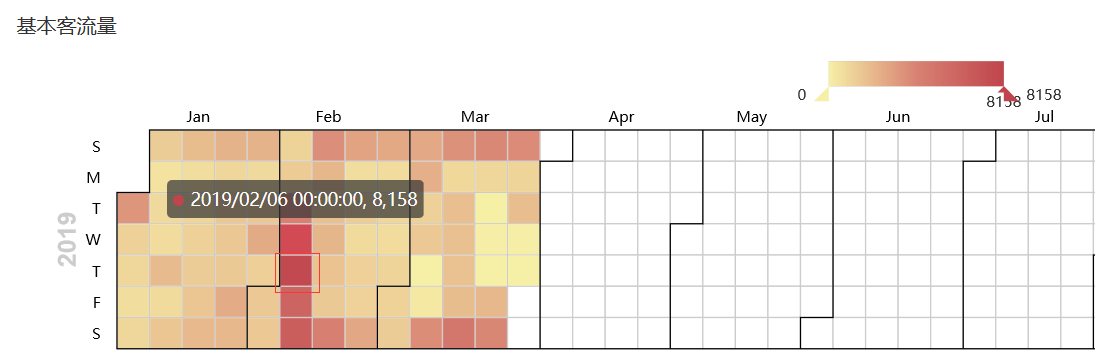 基本客流量
0
8158
8158
Jan Feb Mar Apr May Jun Jul
S
M
T
2019/02/06 00:00:00, 8,158
W
T
F
S
2019